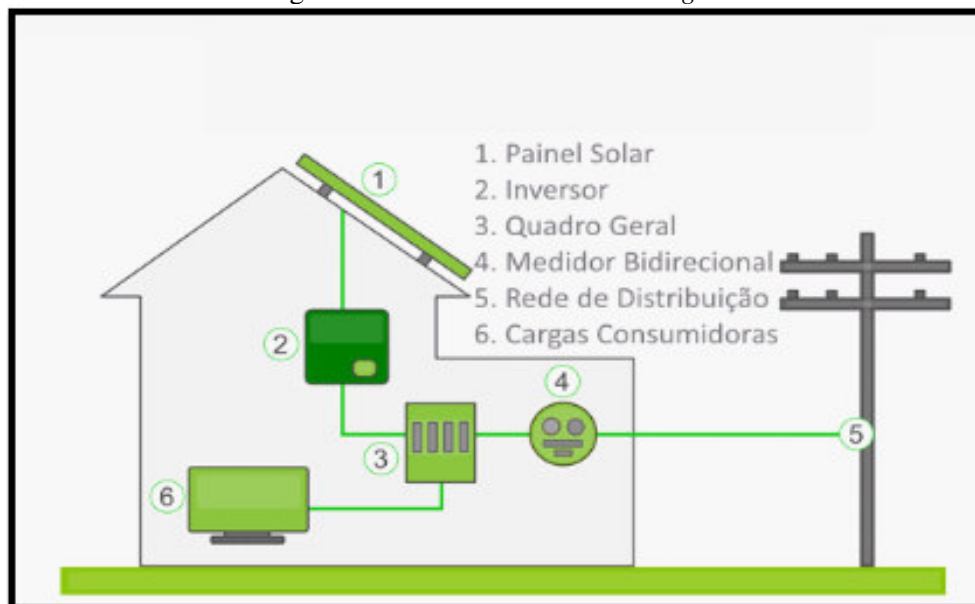 1. Painel Solar
2. Inversor
3. Quadro Geral
4. Medidor Bidirecional
5. Rede de Distribuição
6. Cargas Consumidoras
1
2
3
4
5
6